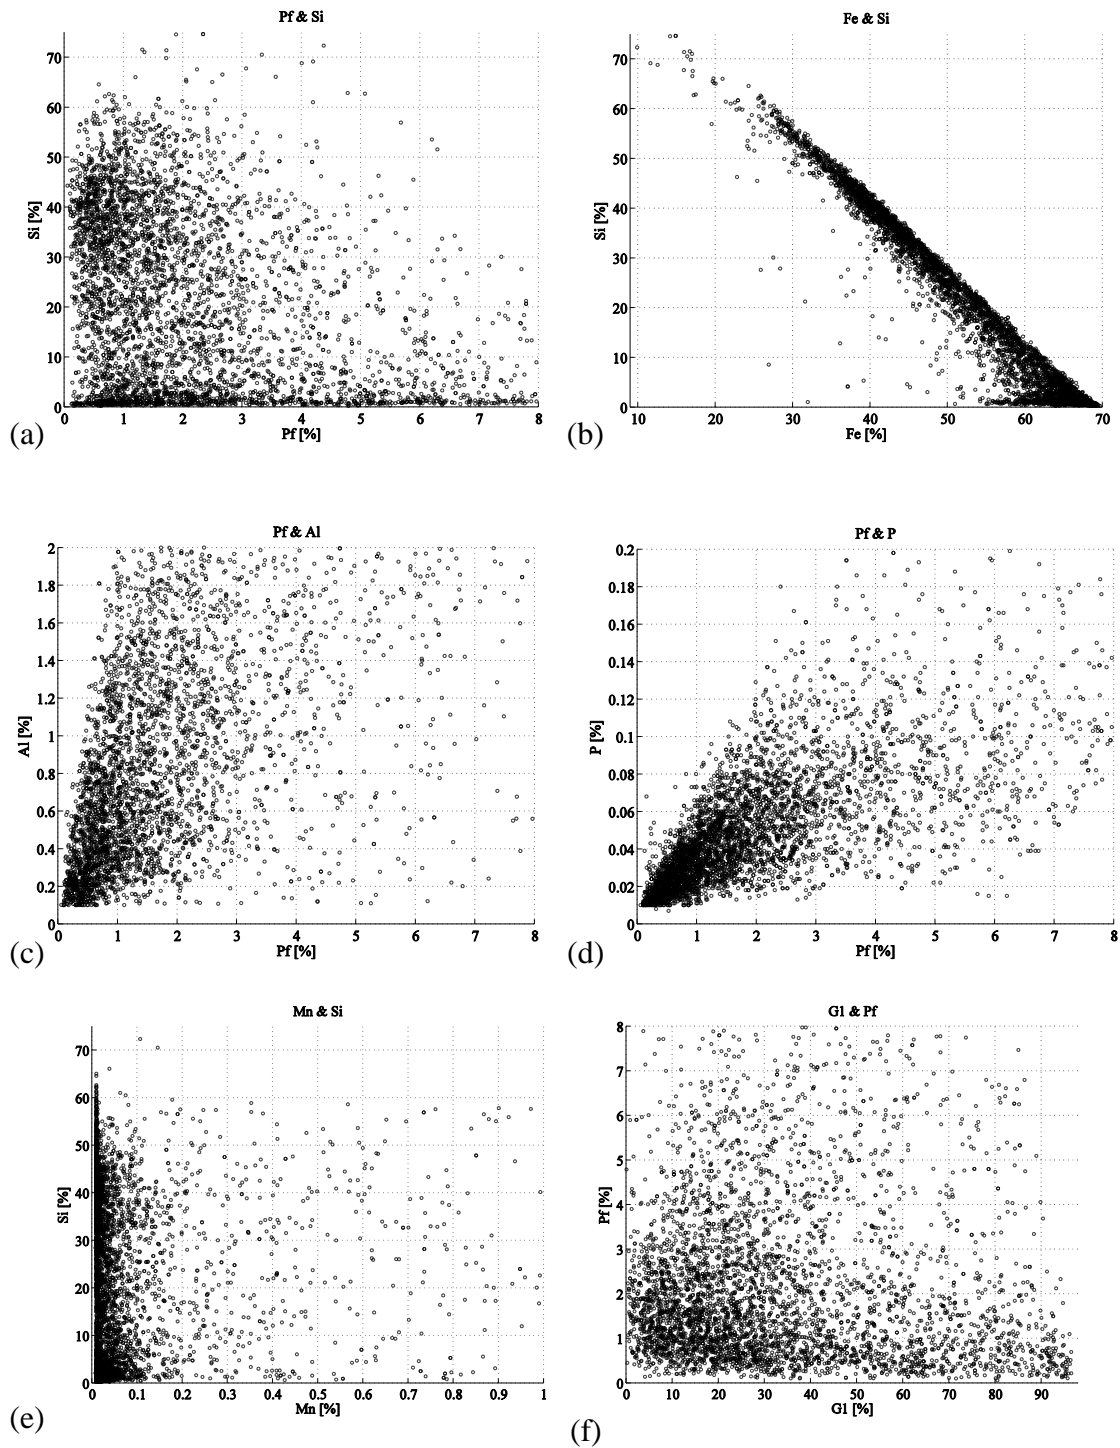 Pf & Si
Si [%]
70
60
50
40
30
20
10
0
0 1 2 3 4 5 6 7 8
Pf [%]
(a)
Fe & Si
Si [%]
70
60
50
40
30
20
10
0
10 20 30 40 50 60 70
Fe [%]
(b)
Pf & Al
Al [%]
2
1.8
1.6
1.4
1.2
1
0.8
0.6
0.4
0.2
0
0 1 2 3 4 5 6 7 8
Pf [%]
(c)
Pf & P
P [%]
0.2
0.18
0.16
0.14
0.12
0.1
0.08
0.06
0.04
0.02
0
0 1 2 3 4 5 6 7 8
Pf [%]
(d)
Mn & Si
Si [%]
70
60
50
40
30
20
10
0
0 0.1 0.2 0.3 0.4 0.5 0.6 0.7 0.8 0.9 1
Mn [%]
(e)
G1 & Pf
Pf [%]
8
7
6
5
4
3
2
1
0
0 10 20 30 40 50 60 70 80 90
G1 [%]
(f)